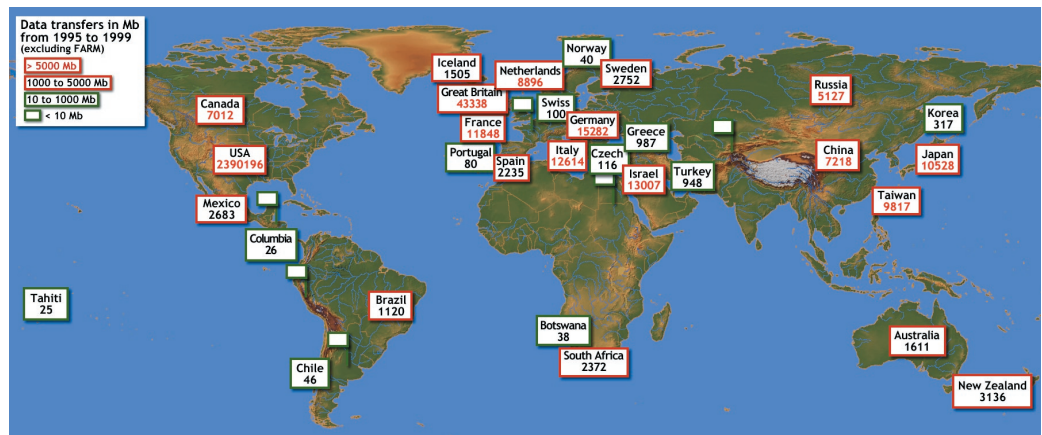 Data transfers in Mb
from 1995 to 1999
(excluding FARM)
> 5000 Mb
1000 to 5000 Mb
10 to 1000 Mb
< 10 Mb
Canada
7012
USA
2390196
Mexico
2683
Columbia
26
Tahiti
25
Brazil
1120
Chile
46
Iceland
1505
Great Britain
43338
Netherlands
8896
Norway
40
Sweden
2752
France
11848
Swiss
100
Germany
15282
Portugal
80
Spain
2235
Italy
12614
Czech
116
Greece
987
Israel
13007
Turkey
948
Botswana
38
South Africa
2372
Russia
5127
Korea
317
China
7218
Japan
10528
Taiwan
9817
Australia
1611
New Zealand
3136